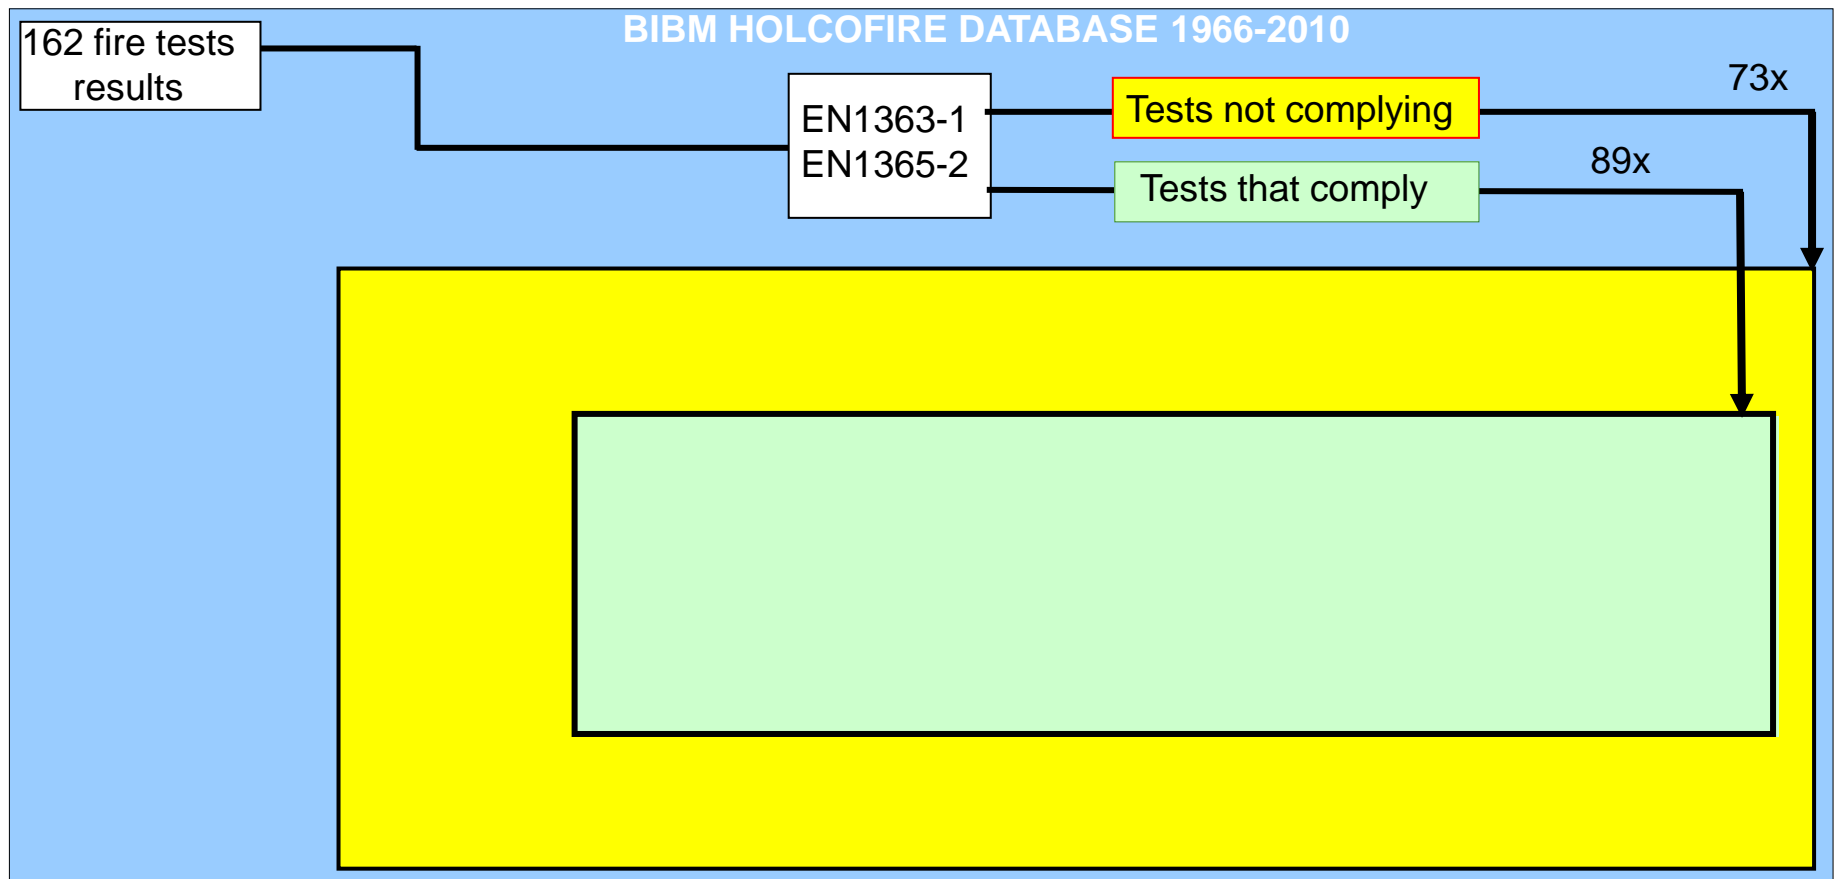 BIBM HOLCOFIRE DATABASE 1966-2010
162 fire tests
results
EN1363-1
EN1365-2
Tests not complying
73x
Tests that comply
89x